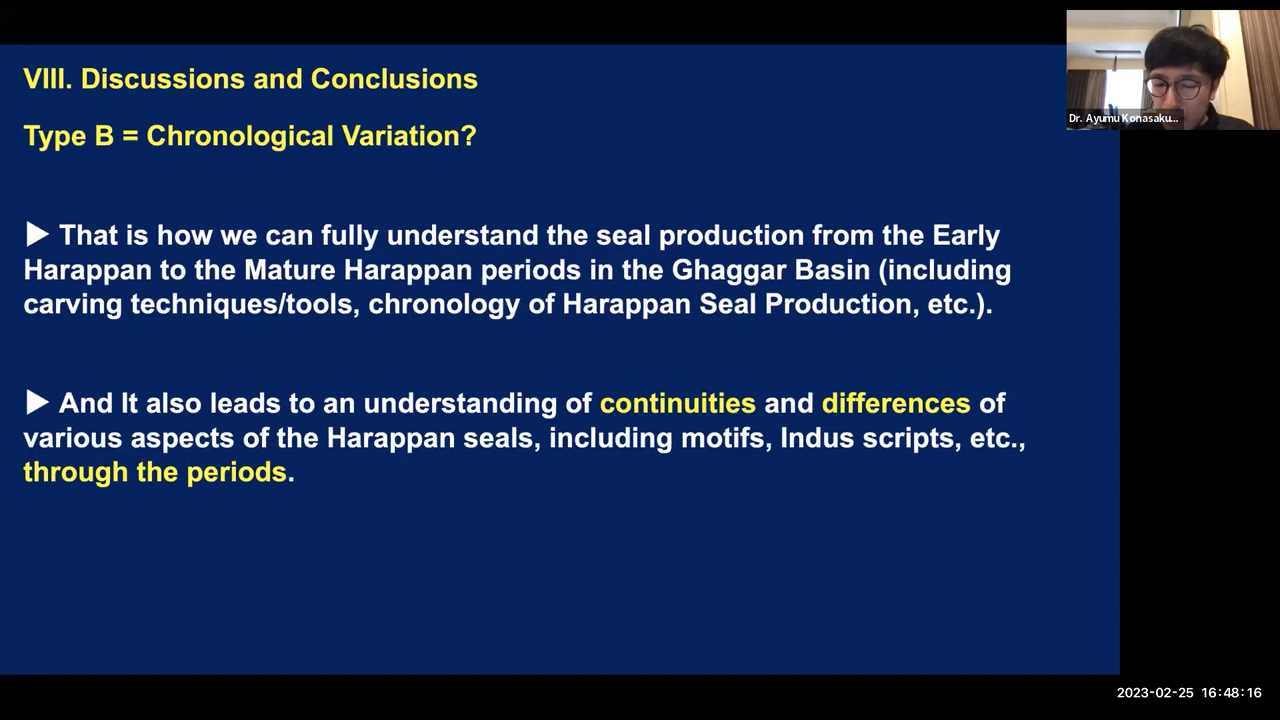 VIII. Discussions and Conclusions
Dr. Ayumu Konasaku...
Type B = Chronological Variation?
▶ That is how we can fully understand the seal production from the Early
Harappan to the Mature Harappan periods in the Ghaggar Basin (including
carving techniques/tools, chronology of Harappan Seal Production, etc.).
▶ And It also leads to an understanding of continuities and differences of
various aspects of the Harappan seals, including motifs, Indus scripts, etc.,
through the periods.
2023-02-25 16:48:16